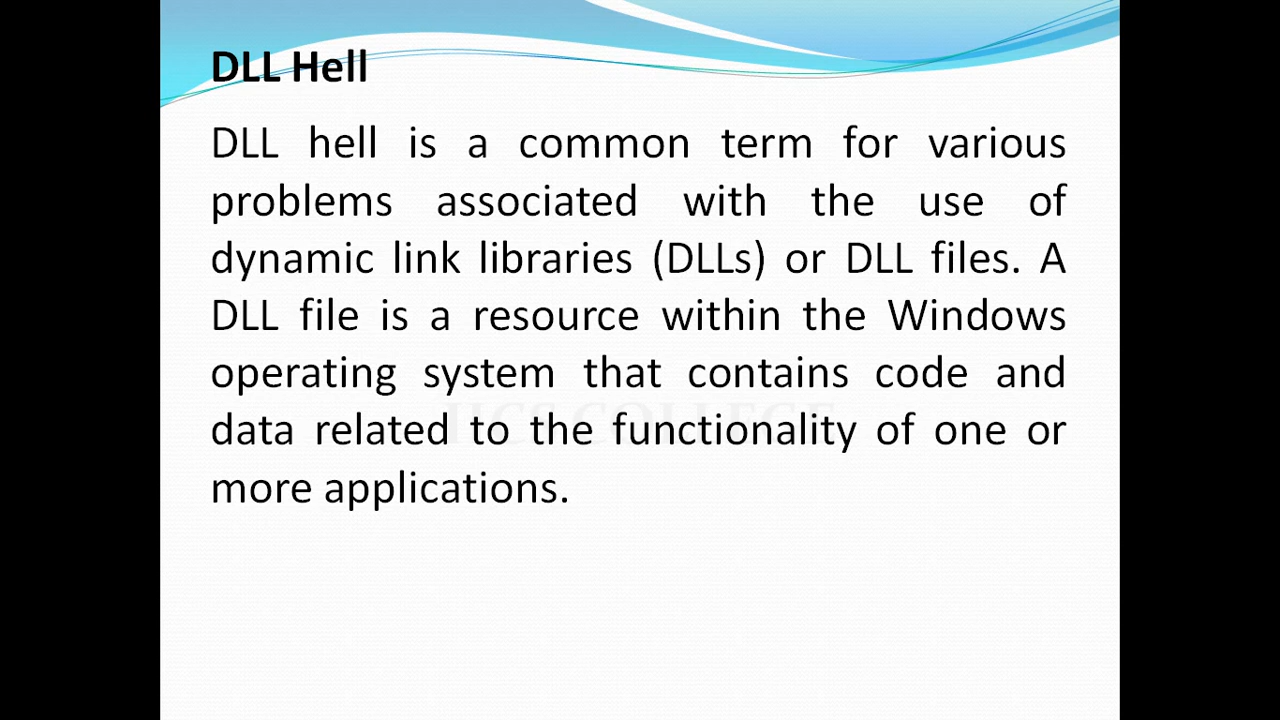 DLL Hell
DLL hell is a common term for various
problems associated with the use of
dynamic link libraries (DLLs) or DLL files. A
DLL file is a resource within the Windows
operating system that contains code and
data related to the functionality of one or
more applications.